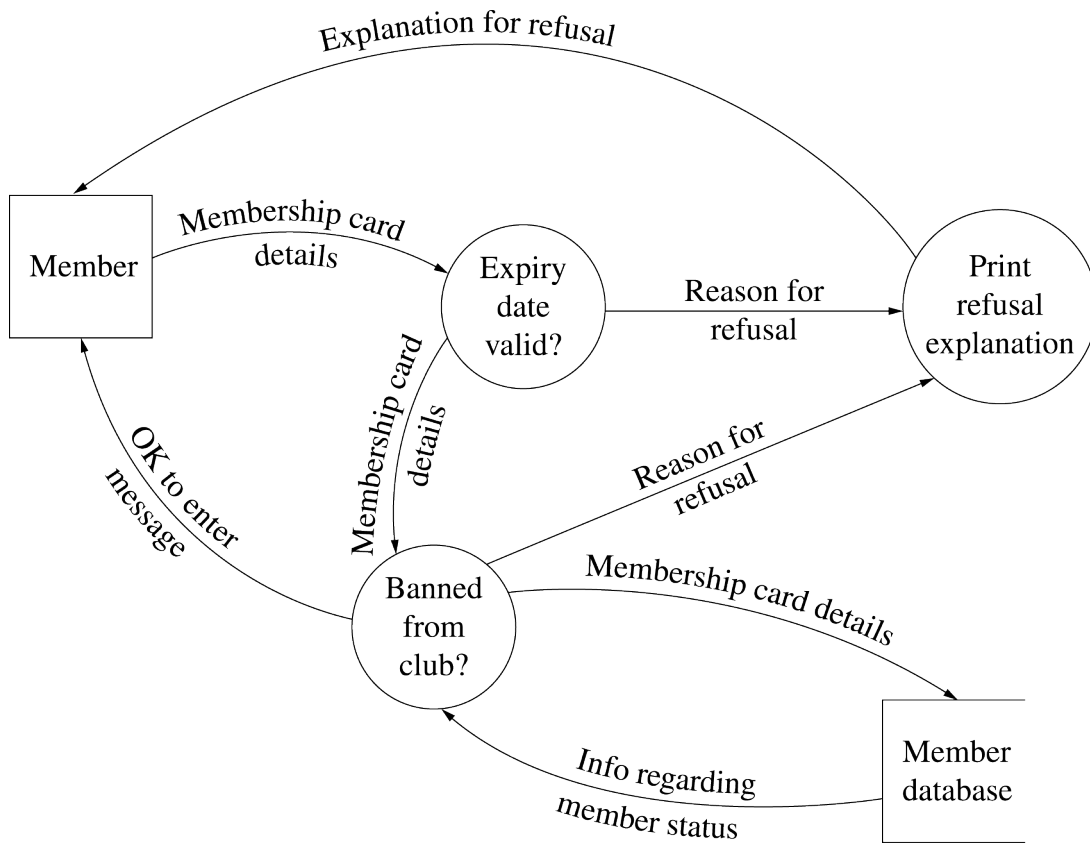 Explanation for refusal
Membership card
details
Member
Expiry
date
valid?
Reason for
refusal
Print
refusal
explanation
Membership card
details
OK to enter
message
Reason for
refusal
Banned
from
club?
Membership card details
Info regarding
member status
Member
database